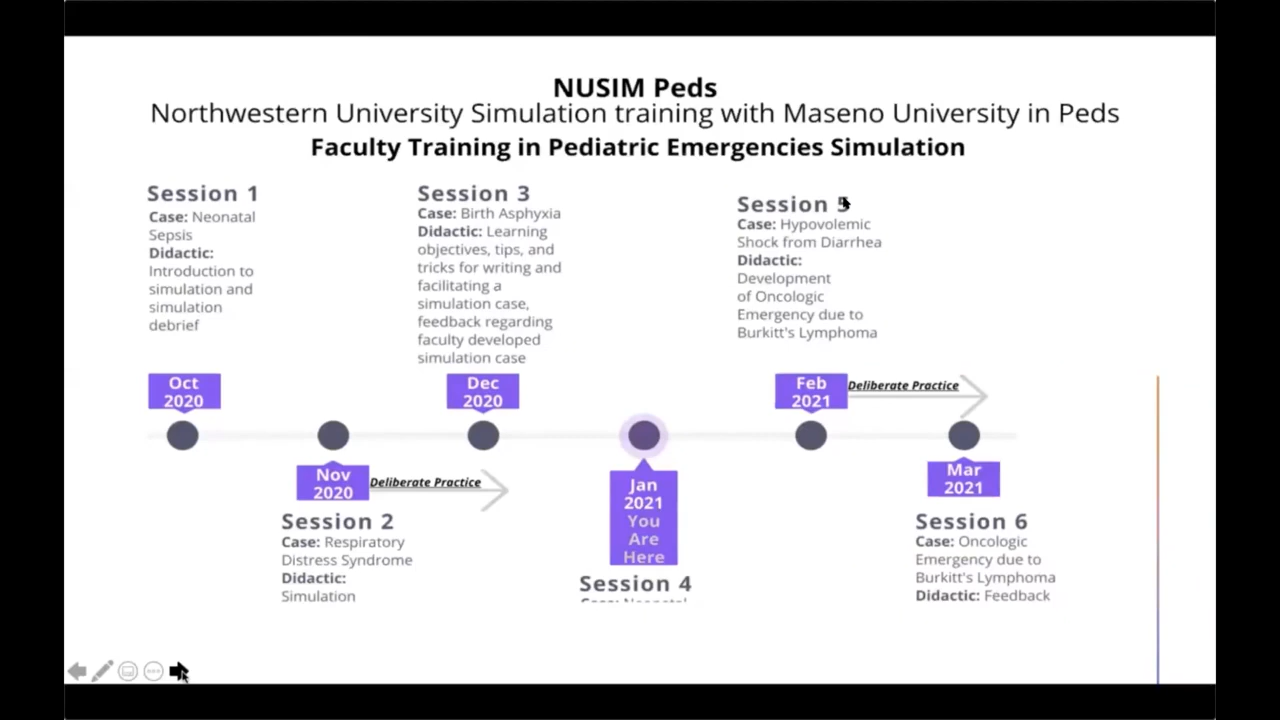 NUSIM Peds
Northwestern University Simulation training with Maseno University in Peds
Faculty Training in Pediatric Emergencies Simulation
Session 1
Case: Neonatal
Sepsis
Didactic:
Introduction to
simulation and
simulation
debrief
Session 3
Case: Birth Asphyxia
Didactic: Learning
objectives, tips, and
tricks for writing and
facilitating a
simulation case,
feedback regarding
faculty developed
simulation case
Session 5
Case: Hypovolemic
Shock from Diarrhea
Didactic:
Development
of Oncologic
Emergency due to
Burkitt's Lymphoma
Oct
2020
Dec
2020
Feb
2021
Deliberate Practice
Nov
2020
Deliberate Practice
Session 2
Case: Respiratory
Distress Syndrome
Didactic:
Simulation
Jan
2021
You
Are
Here
Session 4
Case: Neonatal
Mar
2021
Session 6
Case: Oncologic
Emergency due to
Burkitt's Lymphoma
Didactic: Feedback